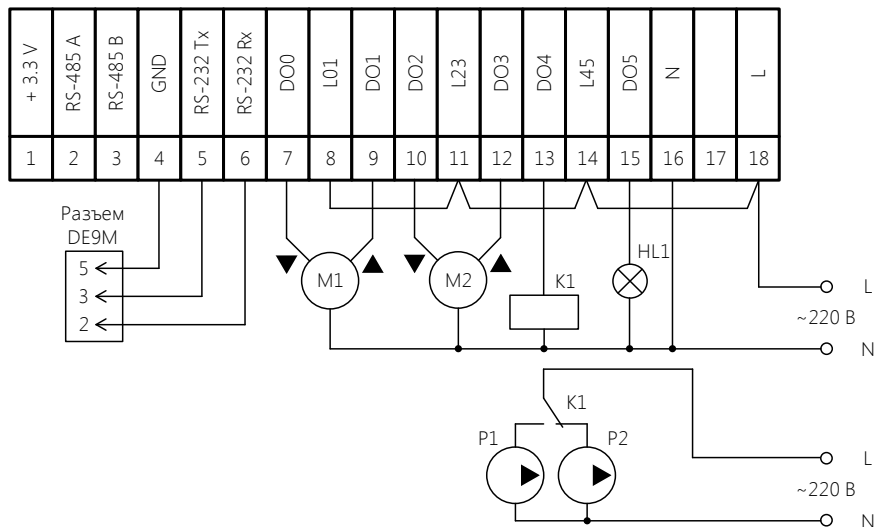 + 3.3 V
RS-485 A
RS-485 B
GND
RS-232 Tx
RS-232 Rx
DO0
L01
DO1
DO2
L23
DO3
DO4
L45
DO5
N
L
1 2 3 4 5 6 7 8 9 10 11 12 13 14 15 16 17 18
Разъем
DE9M
5
3
2
M1
M2
K1
HL1
L
~220 В
N
K1
P1
P2
L
~220 В
N